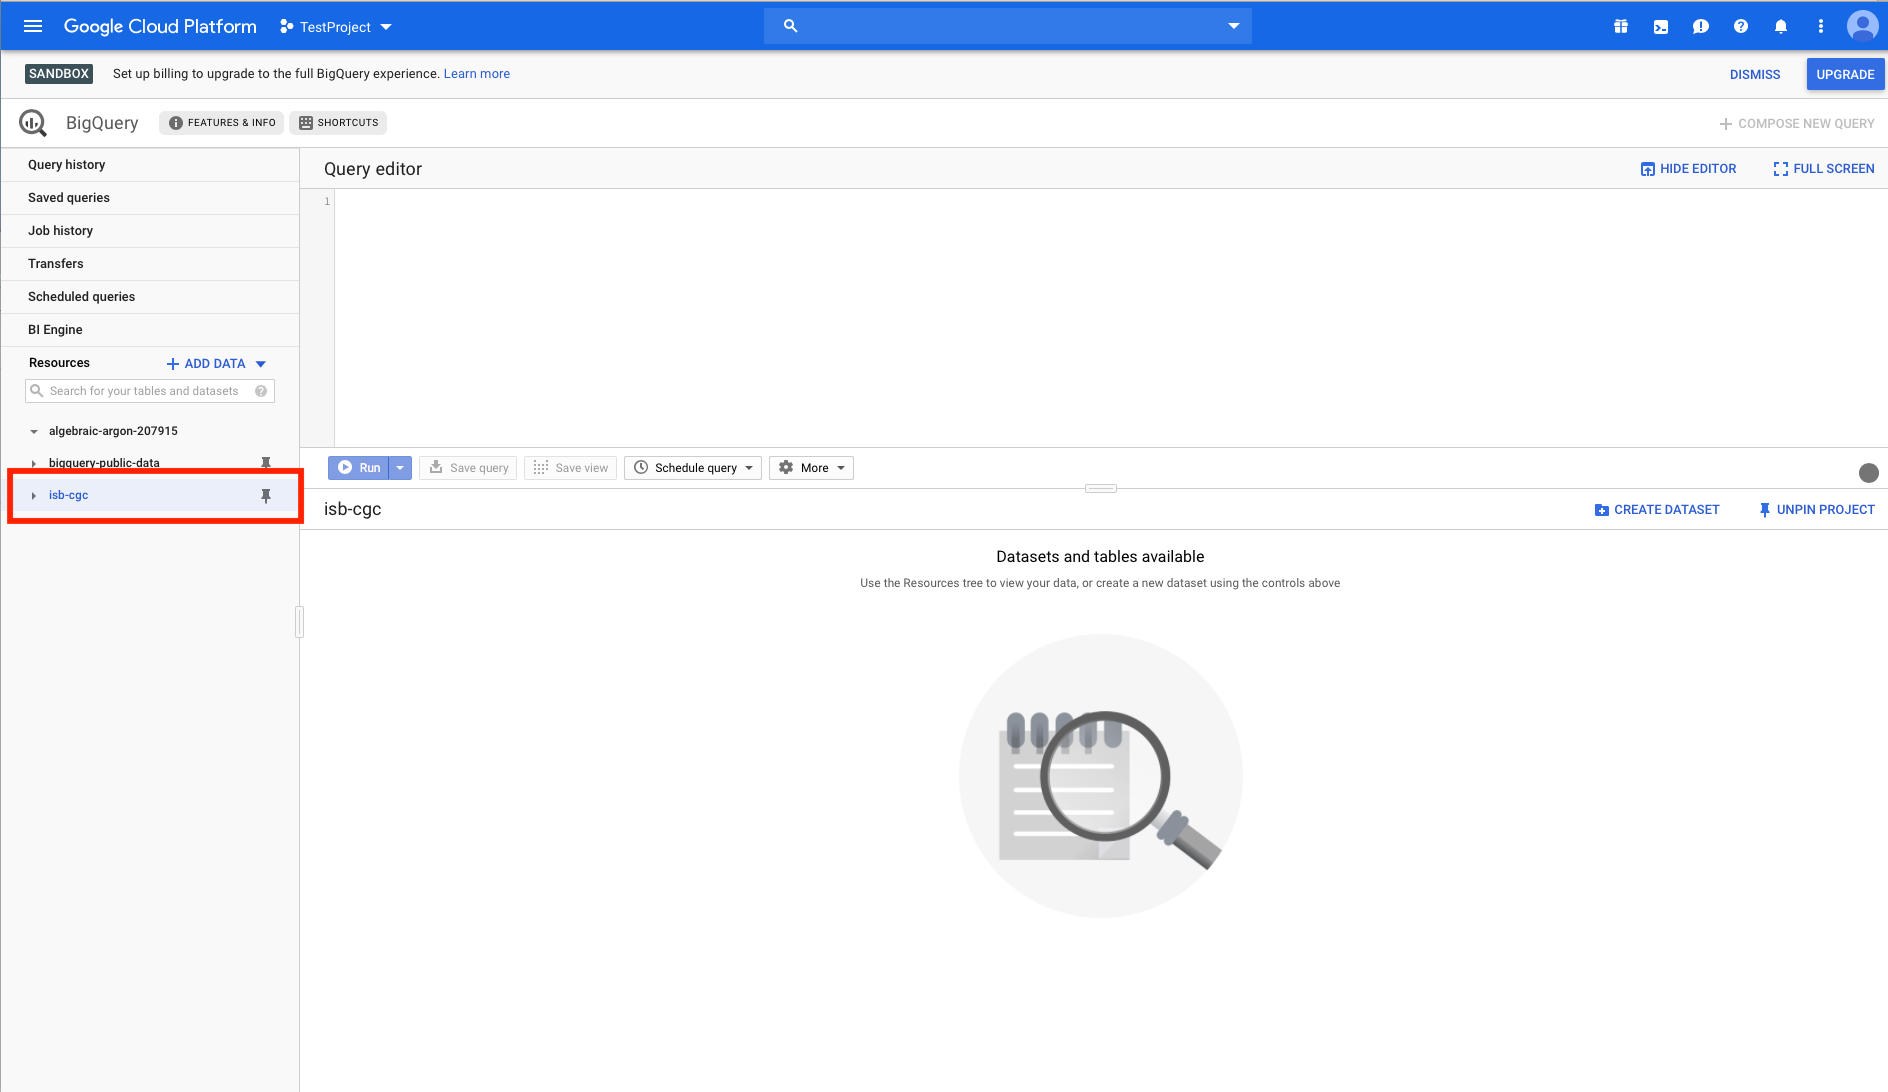 Google Cloud Platform TestProject
SANDBOX Set up billing to upgrade to the full BigQuery experience. Learn more DISMISS UPGRADE
BigQuery FEATURES & INFO SHORTCUTS COMPOSE NEW QUERY
Query history
Saved queries
Job history
Transfers
Scheduled queries
BI Engine
Resources ADD DATA
Search for your tables and datasets
algebraic-argon-207915
bigquery-public-data
isb-cgc
Query editor HIDE EDITOR FULL SCREEN
1
Run Save query Save view Schedule query More
isb-cgc CREATE DATASET UNPIN PROJECT
Datasets and tables available
Use the Resources tree to view your data, or create a new dataset using the controls above